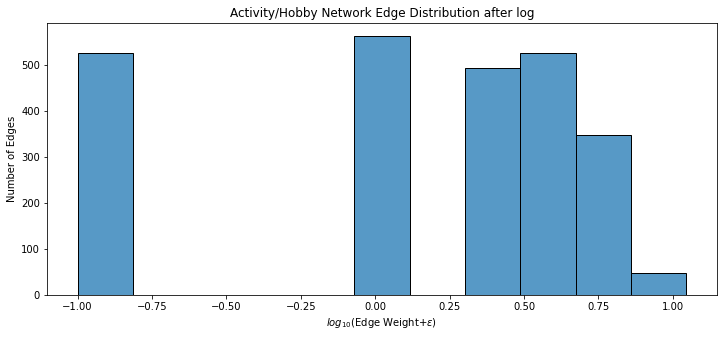 Activity/Hobby Network Edge Distribution after log
Number of Edges
500
400
300
200
100
0
−1.00 −0.75 −0.50 −0.25 0.00 0.25 0.50 0.75 1.00
log₁₀(Edge Weight+ε)